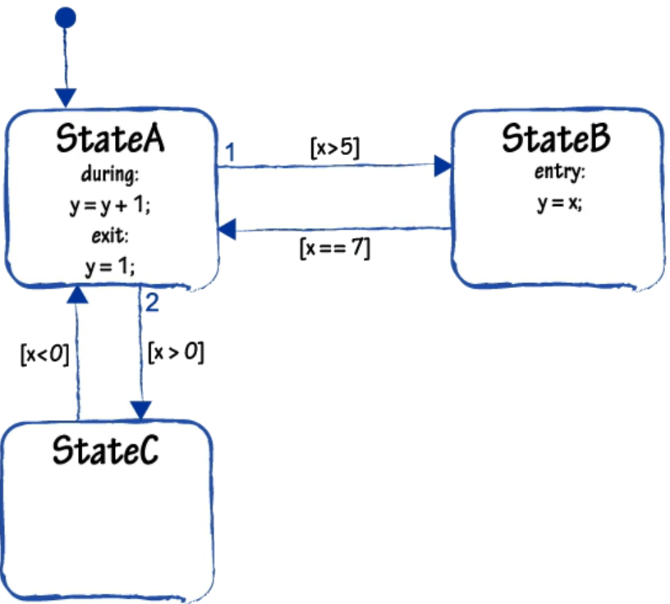 StateA
during:
y = y + 1;
exit:
y = 1;
1
[x>5]
StateB
entry:
y = x;
[x == 7]
2
[x<0]
[x > 0]
StateC